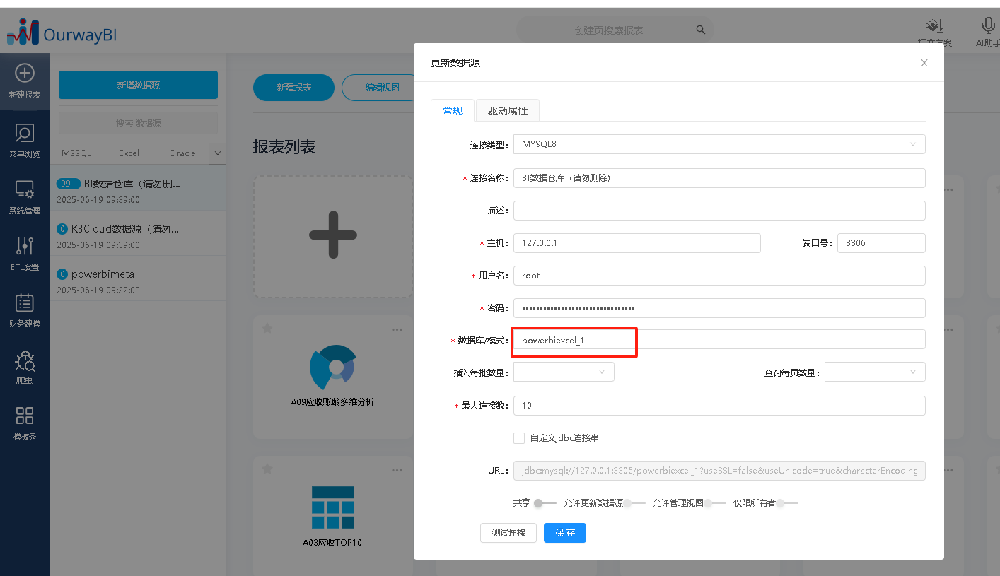 OurwayBI
创建页搜索报表
标准方案
AI助手
新建报表
菜单浏览
系统管理
ETL设置
财务建模
爬虫
模板秀
新增数据源
搜索 数据源
MSSQL Excel Oracle
99+ BI数据仓库（请勿删...
2025-06-19 09:39:00
0 K3Cloud数据源（请勿...
2025-06-19 09:39:00
0 powerbimeta
2025-06-19 09:22:03
新建报表 编辑视图
报表列表
A09应收账龄多维分析
A03应收TOP10
更新数据源
常规 驱动属性
连接类型： MYSQL8
* 连接名称： BI数据仓库（请勿删除）
描述：
* 主机： 127.0.0.1 端口号： 3306
* 用户名： root
* 密码： ••••••••••••••••••••••••••••••••
* 数据库/模式： powerbiexcel_1
插入每批数量： 查询每页数量：
* 最大连接数： 10
自定义jdbc连接串
URL： jdbc:mysql://127.0.0.1:3306/powerbiexcel_1?useSSL=false&useUnicode=true&characterEncoding
共享 允许更新数据源 允许管理视图 仅限所有者
测试连接 保 存